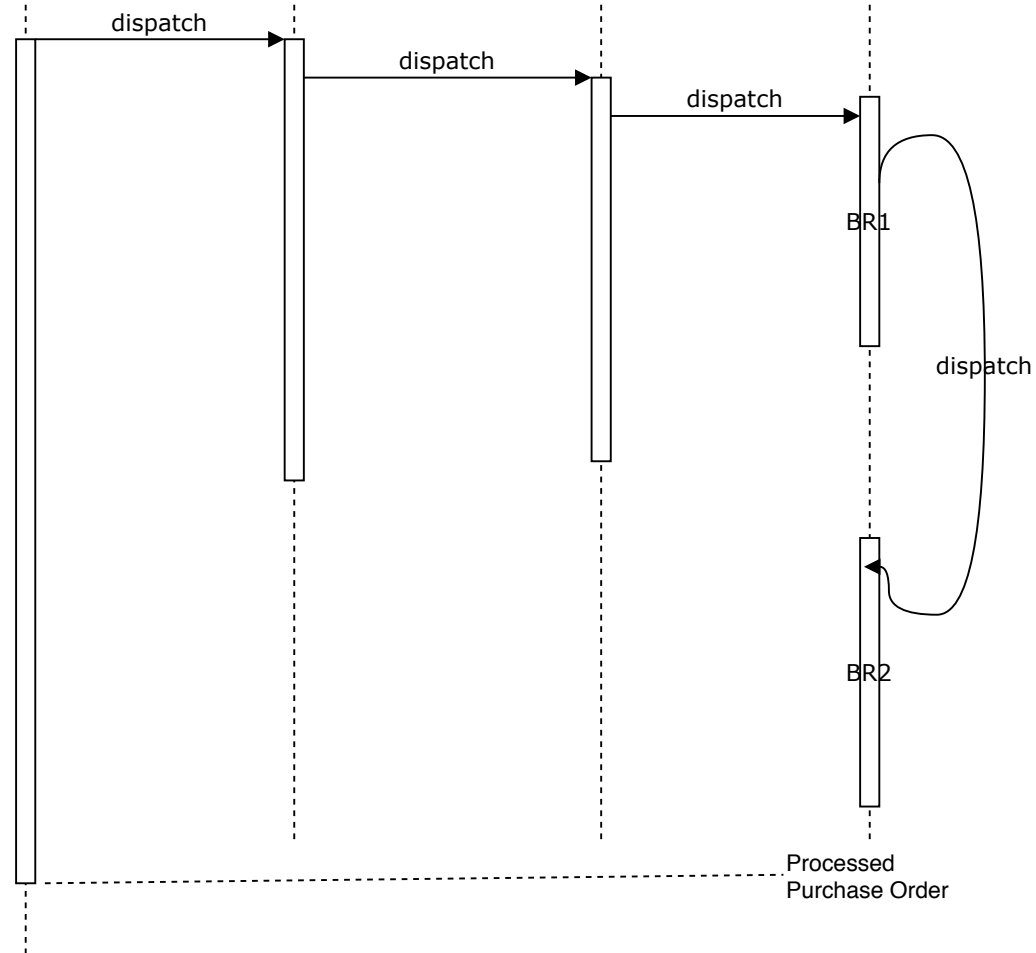 dispatch
dispatch
dispatch
BR1
dispatch
BR2
Processed
Purchase Order